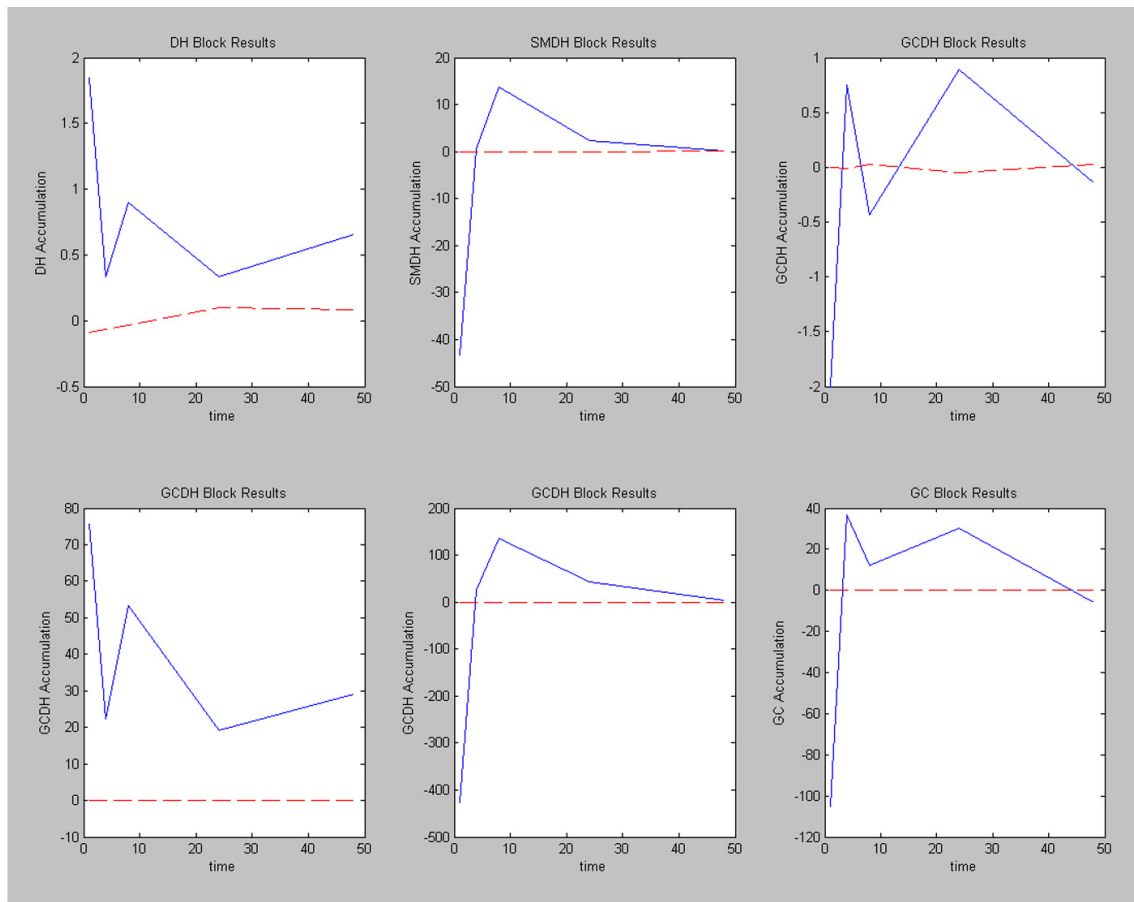 DH Block Results
2
1.5
1
0.5
0
-0.5
0 10 20 30 40 50
time
DH Accumulation
SMDH Block Results
20
10
0
-10
-20
-30
-40
-50
0 10 20 30 40 50
time
SMDH Accumulation
GCDH Block Results
1
0.5
0
-0.5
-1
-1.5
-2
0 10 20 30 40 50
time
GCDH Accumulation
GCDH Block Results
80
70
60
50
40
30
20
10
0
-10
0 10 20 30 40 50
time
GCDH Accumulation
GCDH Block Results
200
100
0
-100
-200
-300
-400
-500
0 10 20 30 40 50
time
GCDH Accumulation
GC Block Results
40
20
0
-20
-40
-60
-80
-100
-120
0 10 20 30 40 50
time
GC Accumulation